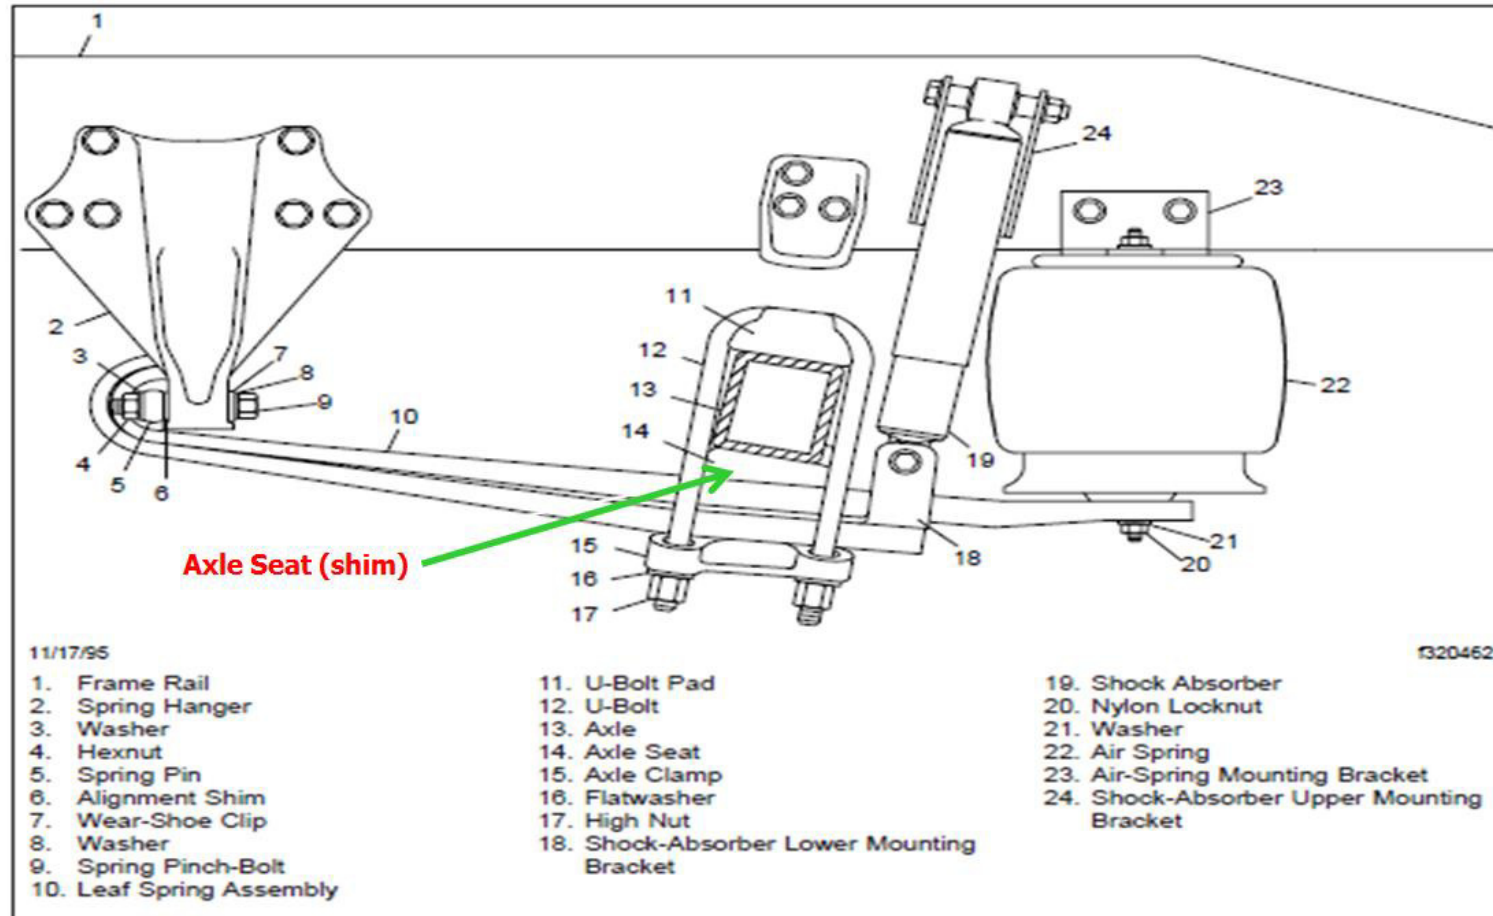 1
24
23
2
11
3
7
12
8
22
9
13
10
14
19
4
5
6
21
15
18
20
Axle Seat (shim)
16
17
11/17/95
f320462
1. Frame Rail
2. Spring Hanger
3. Washer
4. Hexnut
5. Spring Pin
6. Alignment Shim
7. Wear-Shoe Clip
8. Washer
9. Spring Pinch-Bolt
10. Leaf Spring Assembly
11. U-Bolt Pad
12. U-Bolt
13. Axle
14. Axle Seat
15. Axle Clamp
16. Flatwasher
17. High Nut
18. Shock-Absorber Lower Mounting
Bracket
19. Shock Absorber
20. Nylon Locknut
21. Washer
22. Air Spring
23. Air-Spring Mounting Bracket
24. Shock-Absorber Upper Mounting
Bracket